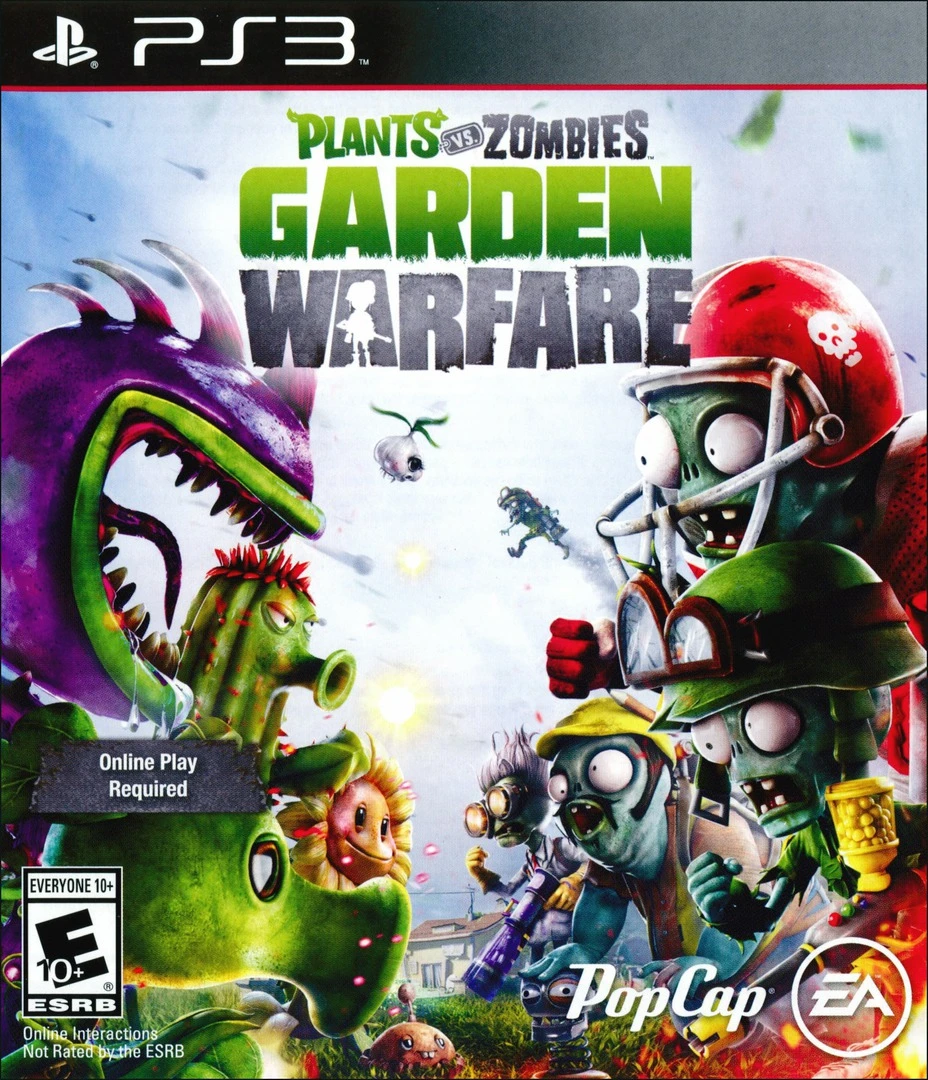 PS3
PLANTS VS. ZOMBIES
GARDEN
WARFARE
Online Play
Required
EVERYONE 10+
E
10+
ESRB
Online Interactions
Not Rated by the ESRB
PopCap
EA